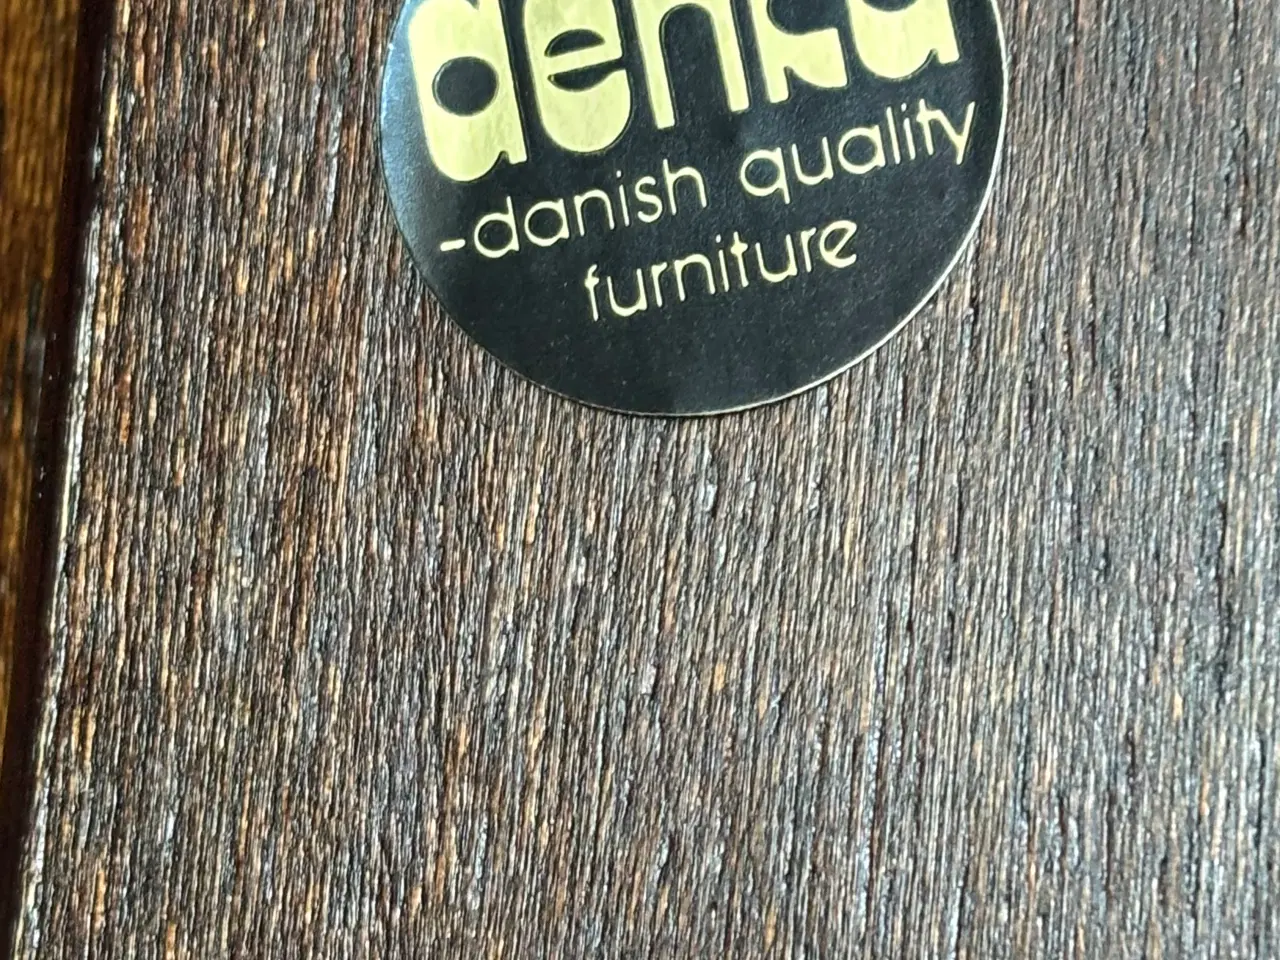 denka
-danish quality
furniture